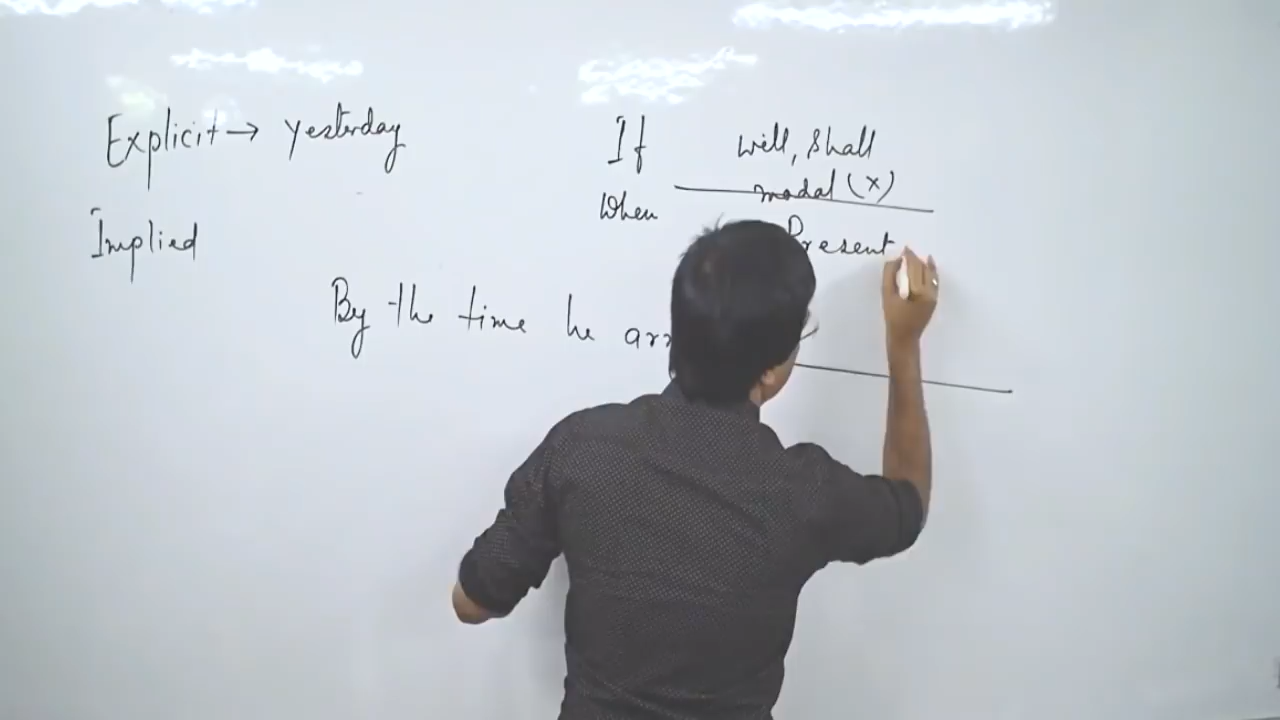 Explicit → yesterday
Implied
If
When
will, shall
modal (x)
Present
By the time he arr